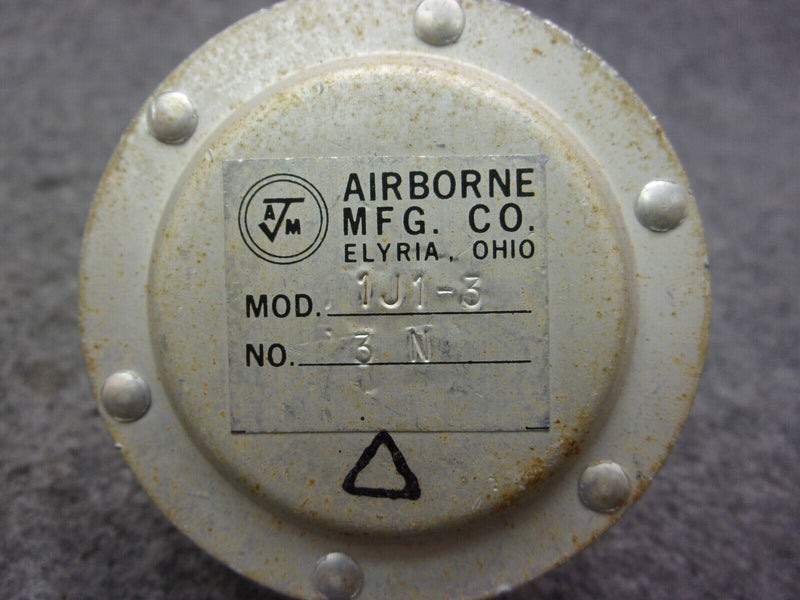 A M
AIRBORNE
MFG. CO.
ELYRIA, OHIO
MOD. 1J1-3
NO. 3 N